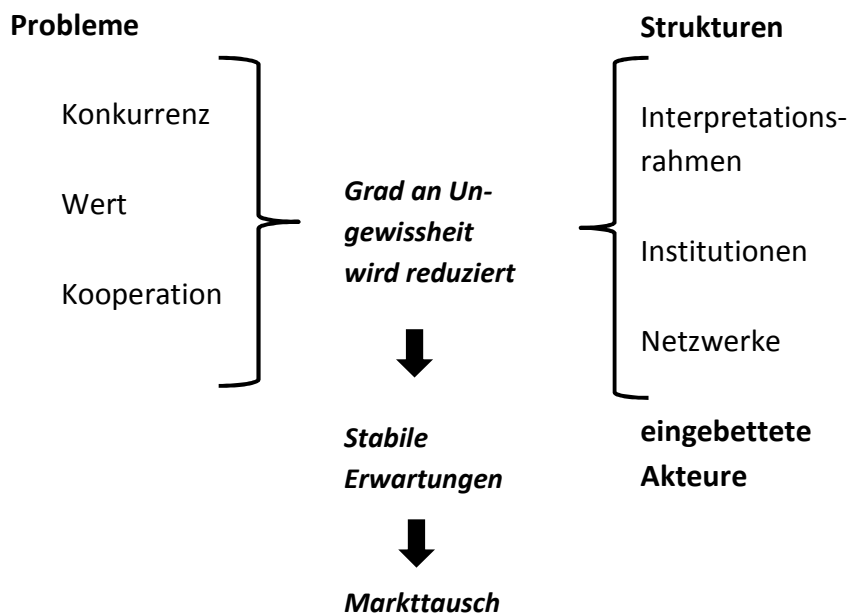 Probleme
Konkurrenz
Wert
Kooperation
Grad an Un-
gewissheit
wird reduziert
Stabile
Erwartungen
Markttausch
Strukturen
Interpretations-
rahmen
Institutionen
Netzwerke
eingebettete
Akteure